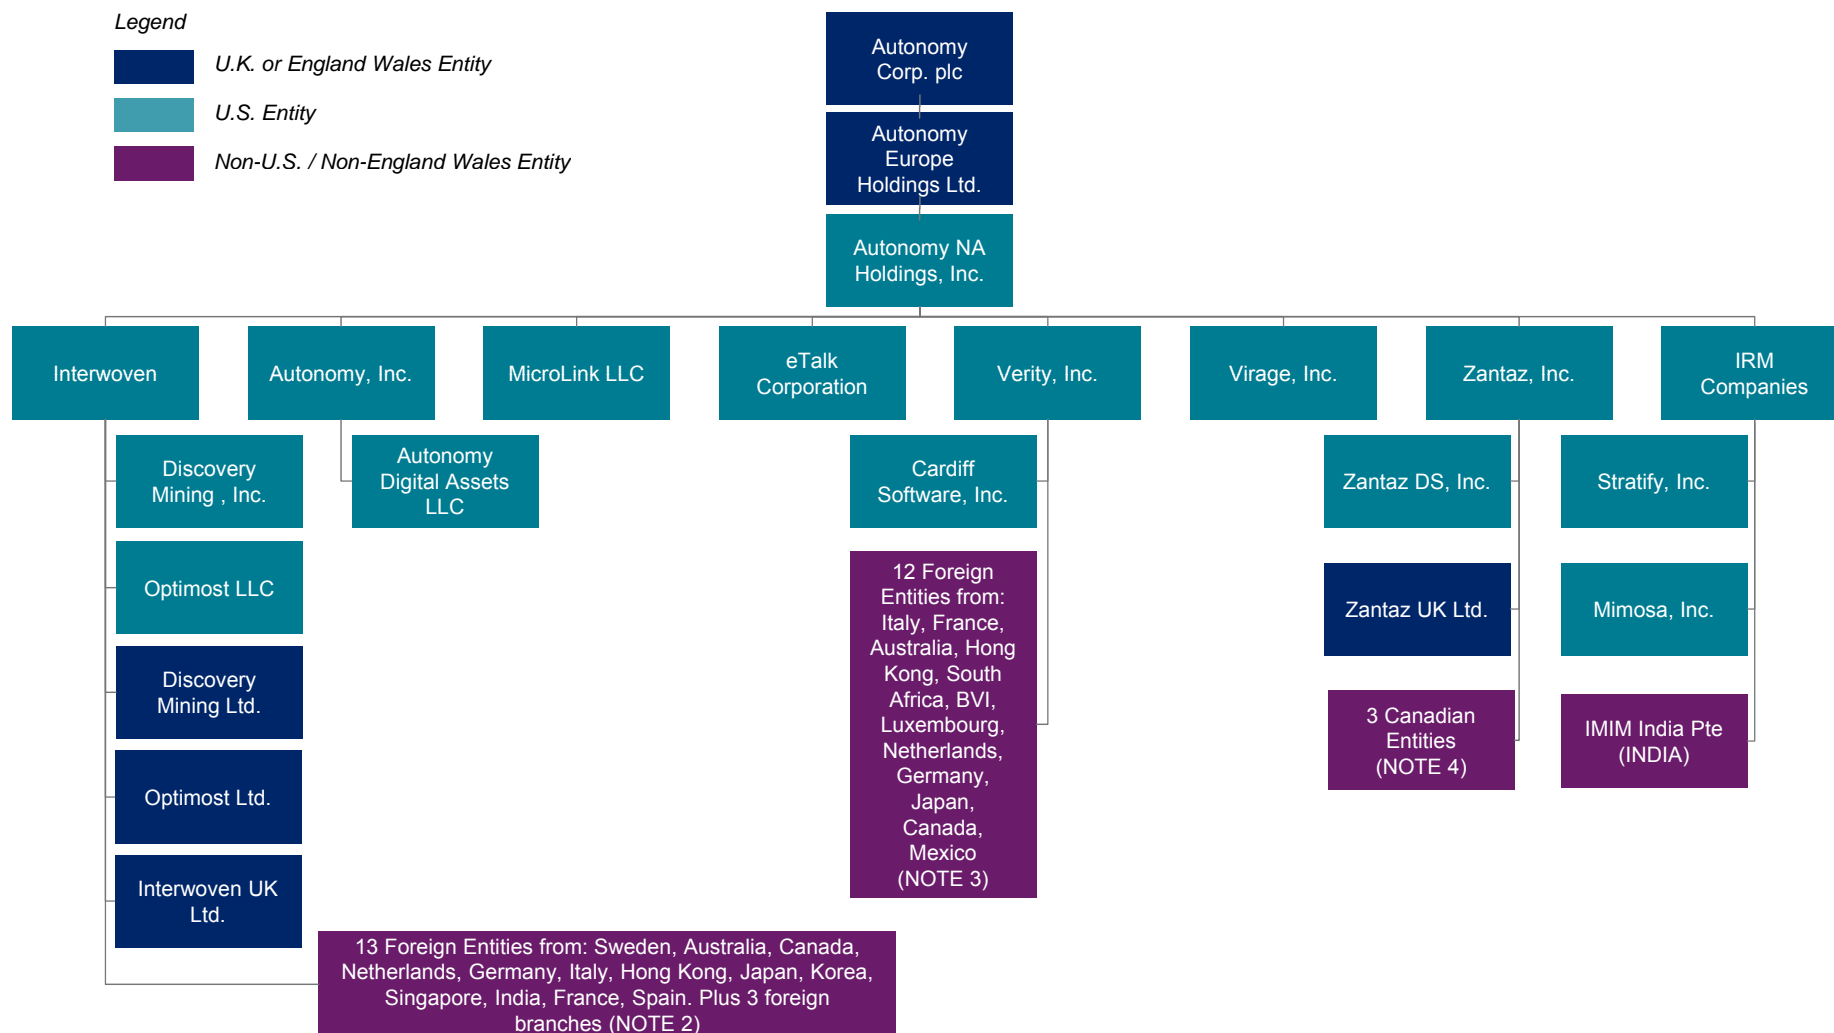 Legend
U.K. or England Wales Entity
U.S. Entity
Non-U.S. / Non-England Wales Entity
Autonomy
Corp. plc
Autonomy
Europe
Holdings Ltd.
Autonomy NA
Holdings, Inc.
Interwoven
Autonomy, Inc.
MicroLink LLC
eTalk
Corporation
Verity, Inc.
Virage, Inc.
Zantaz, Inc.
IRM
Companies
Discovery
Mining , Inc.
Autonomy
Digital Assets
LLC
Cardiff
Software, Inc.
Zantaz DS, Inc.
Stratify, Inc.
Optimost LLC
12 Foreign
Entities from:
Italy, France,
Australia, Hong
Kong, South
Africa, BVI,
Luxembourg,
Netherlands,
Germany,
Japan,
Canada,
Mexico
(NOTE 3)
Zantaz UK Ltd.
Mimosa, Inc.
Discovery
Mining Ltd.
3 Canadian
Entities
(NOTE 4)
IMIM India Pte
(INDIA)
Optimost Ltd.
Interwoven UK
Ltd.
13 Foreign Entities from: Sweden, Australia, Canada,
Netherlands, Germany, Italy, Hong Kong, Japan, Korea,
Singapore, India, France, Spain. Plus 3 foreign
branches (NOTE 2)